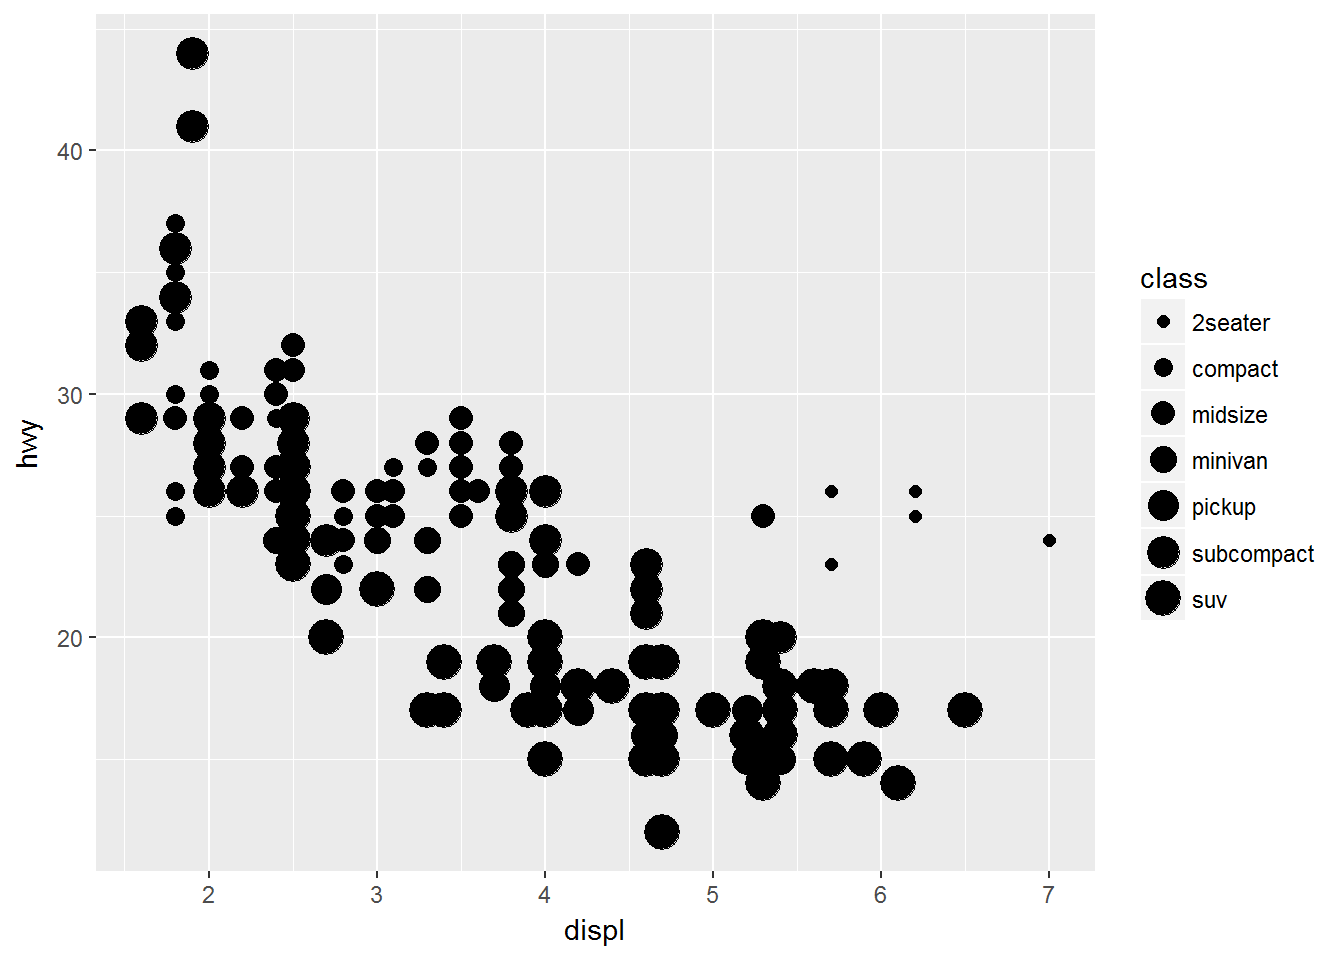 hwy
40
30
20
2
3
4
5
6
7
displ
class
2seater
compact
midsize
minivan
pickup
subcompact
suv